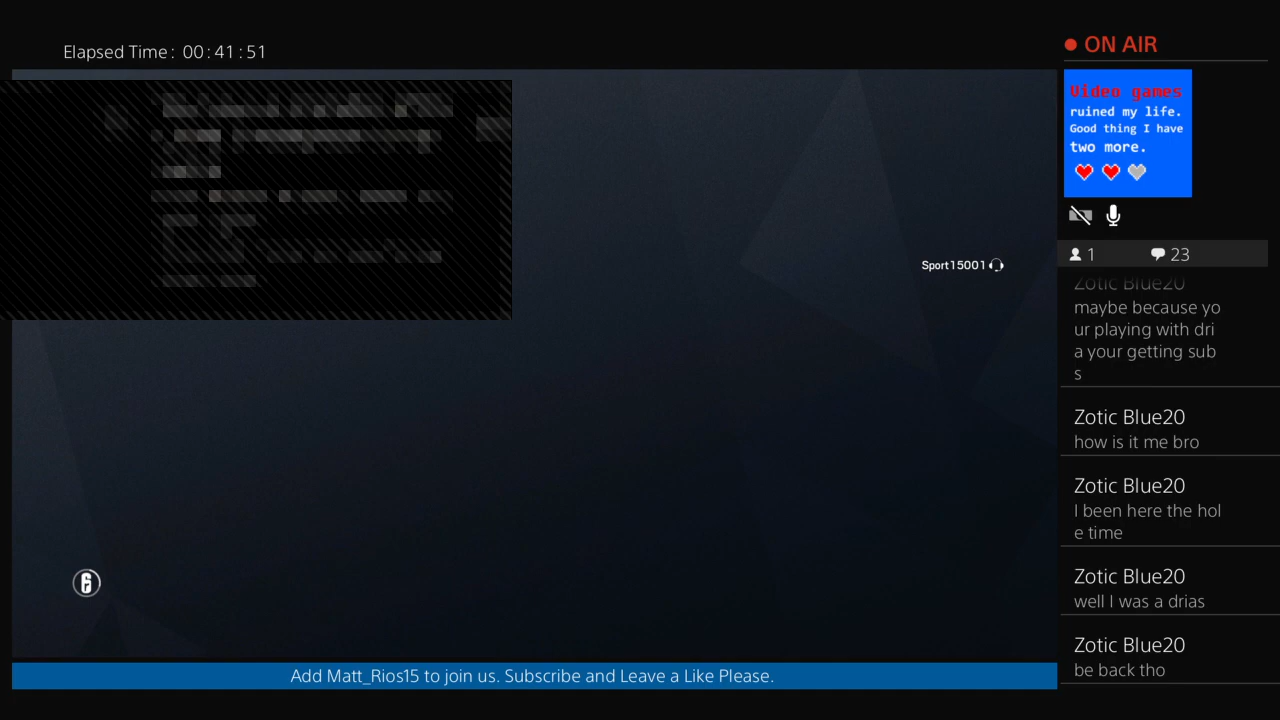 Elapsed Time: 00:41:51
ON AIR
Video games
ruined my life.
Good thing I have
two more.
1 23
Sport15001
Zotic Blue20
maybe because yo
ur playing with dri
a your getting sub
s
Zotic Blue20
how is it me bro
Zotic Blue20
I been here the hol
e time
Zotic Blue20
well I was a drias
Zotic Blue20
be back tho
Add Matt_Rios15 to join us. Subscribe and Leave a Like Please.